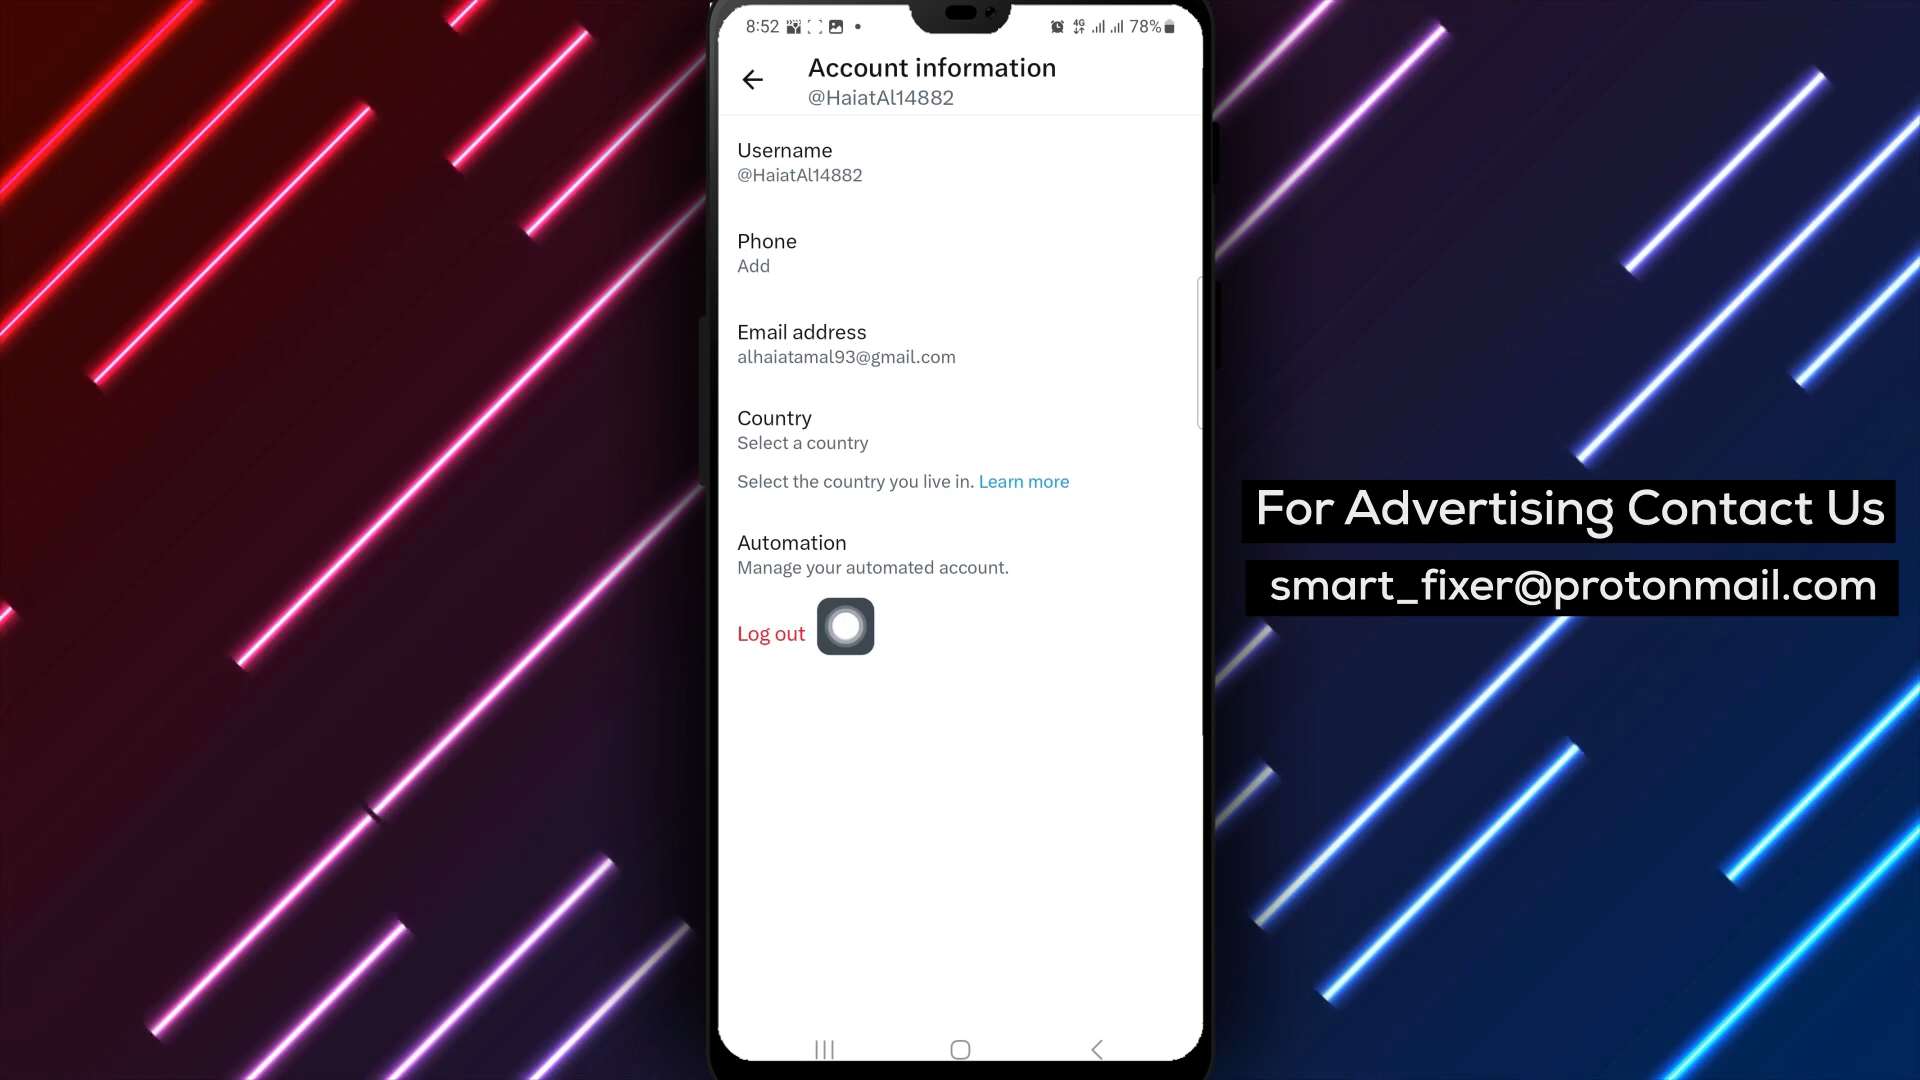 8:52
4G
78%
Account information
@HaiatAl14882
Username
@HaiatAl14882
Phone
Add
Email address
alhaiatamal93@gmail.com
Country
Select a country
Select the country you live in. Learn more
Automation
Manage your automated account.
Log out
For Advertising Contact Us
smart_fixer@protonmail.com